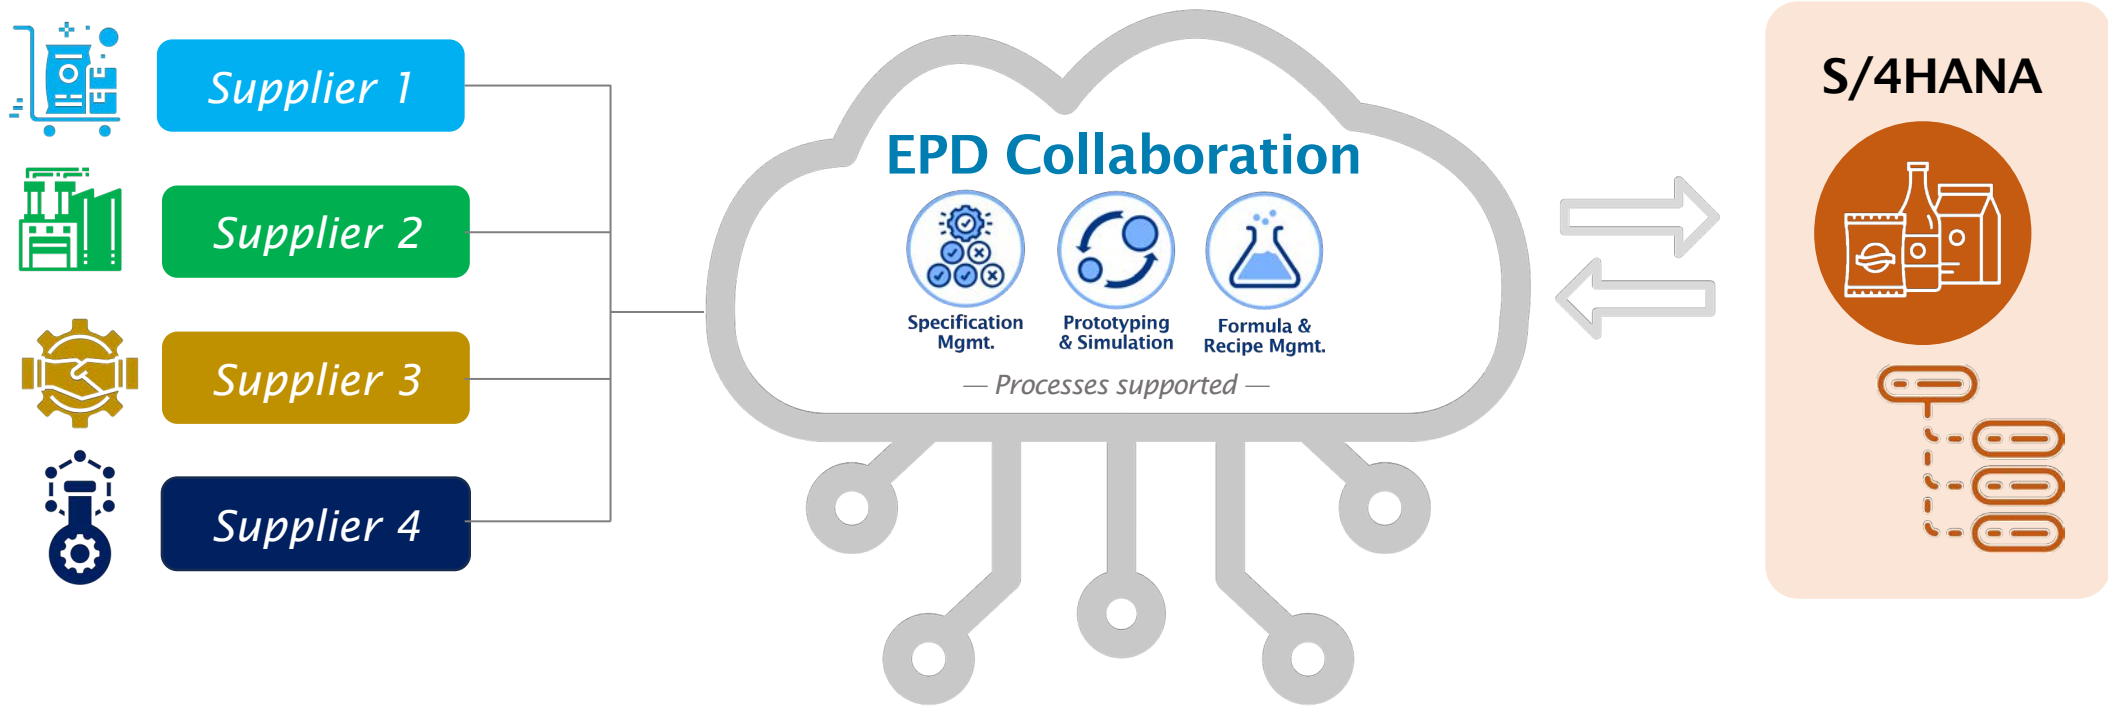 Supplier 1
Supplier 2
Supplier 3
Supplier 4
EPD Collaboration
Specification
Mgmt.
Prototyping
& Simulation
Formula &
Recipe Mgmt.
— Processes supported —
S/4HANA